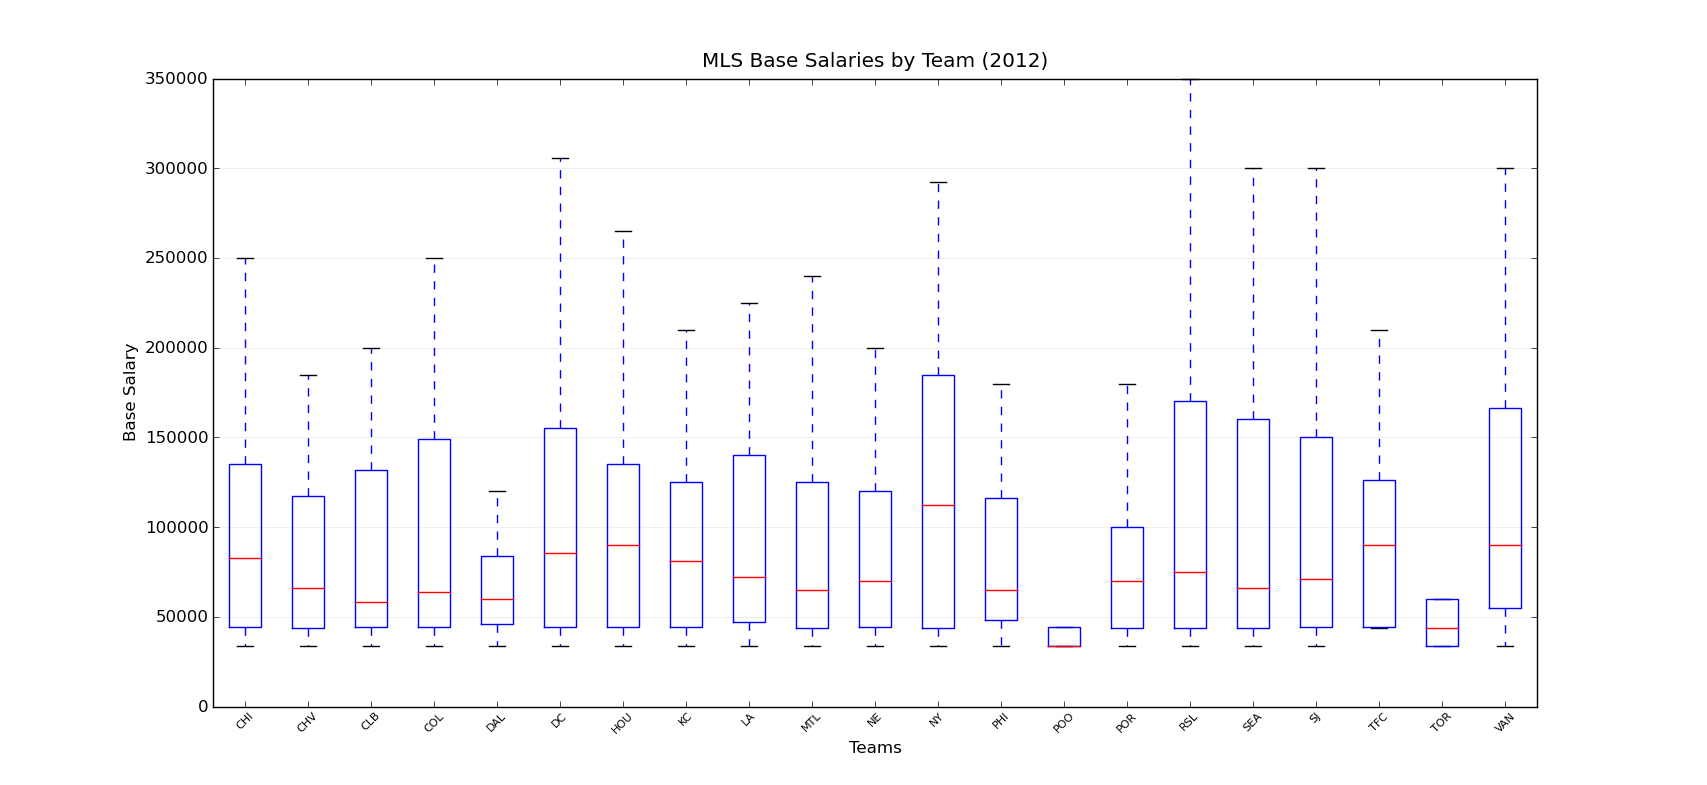 MLS Base Salaries by Team (2012)
350000
300000
250000
200000
150000
100000
50000
0
Base Salary
CHI CHV CLB COL DAL DC HOU KC LA MTL NE NY PHI POO POR RSL SEA SJ TFC TOR VAN
Teams